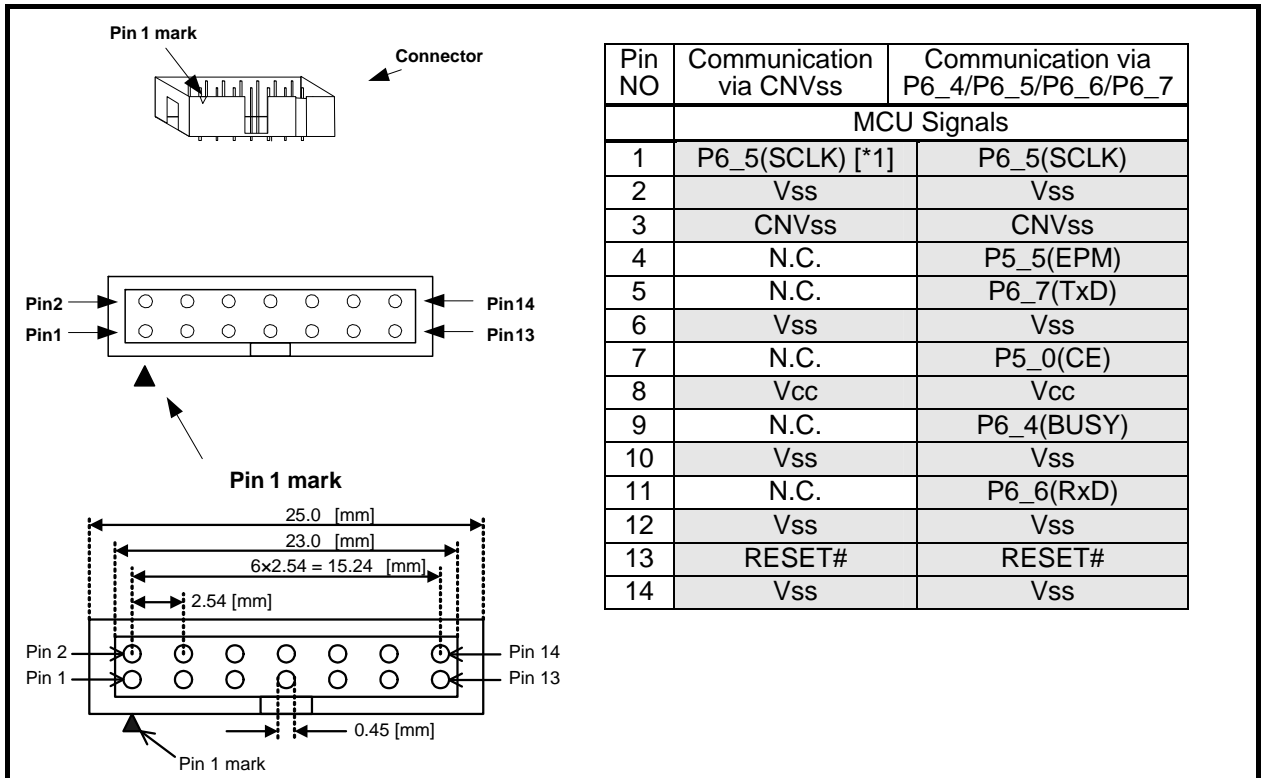 Pin 1 mark
Connector
Pin2
Pin14
Pin1
Pin13
Pin 1 mark
25.0 [mm]
23.0 [mm]
6×2.54 = 15.24 [mm]
2.54 [mm]
Pin 2
Pin 14
Pin 1
Pin 13
0.45 [mm]
Pin 1 mark
Pin NO Communication via CNVss Communication via P6_4/P6_5/P6_6/P6_7
MCU Signals
1 P6_5(SCLK) [*1] P6_5(SCLK)
2 Vss Vss
3 CNVss CNVss
4 N.C. P5_5(EPM)
5 N.C. P6_7(TxD)
6 Vss Vss
7 N.C. P5_0(CE)
8 Vcc Vcc
9 N.C. P6_4(BUSY)
10 Vss Vss
11 N.C. P6_6(RxD)
12 Vss Vss
13 RESET# RESET#
14 Vss Vss